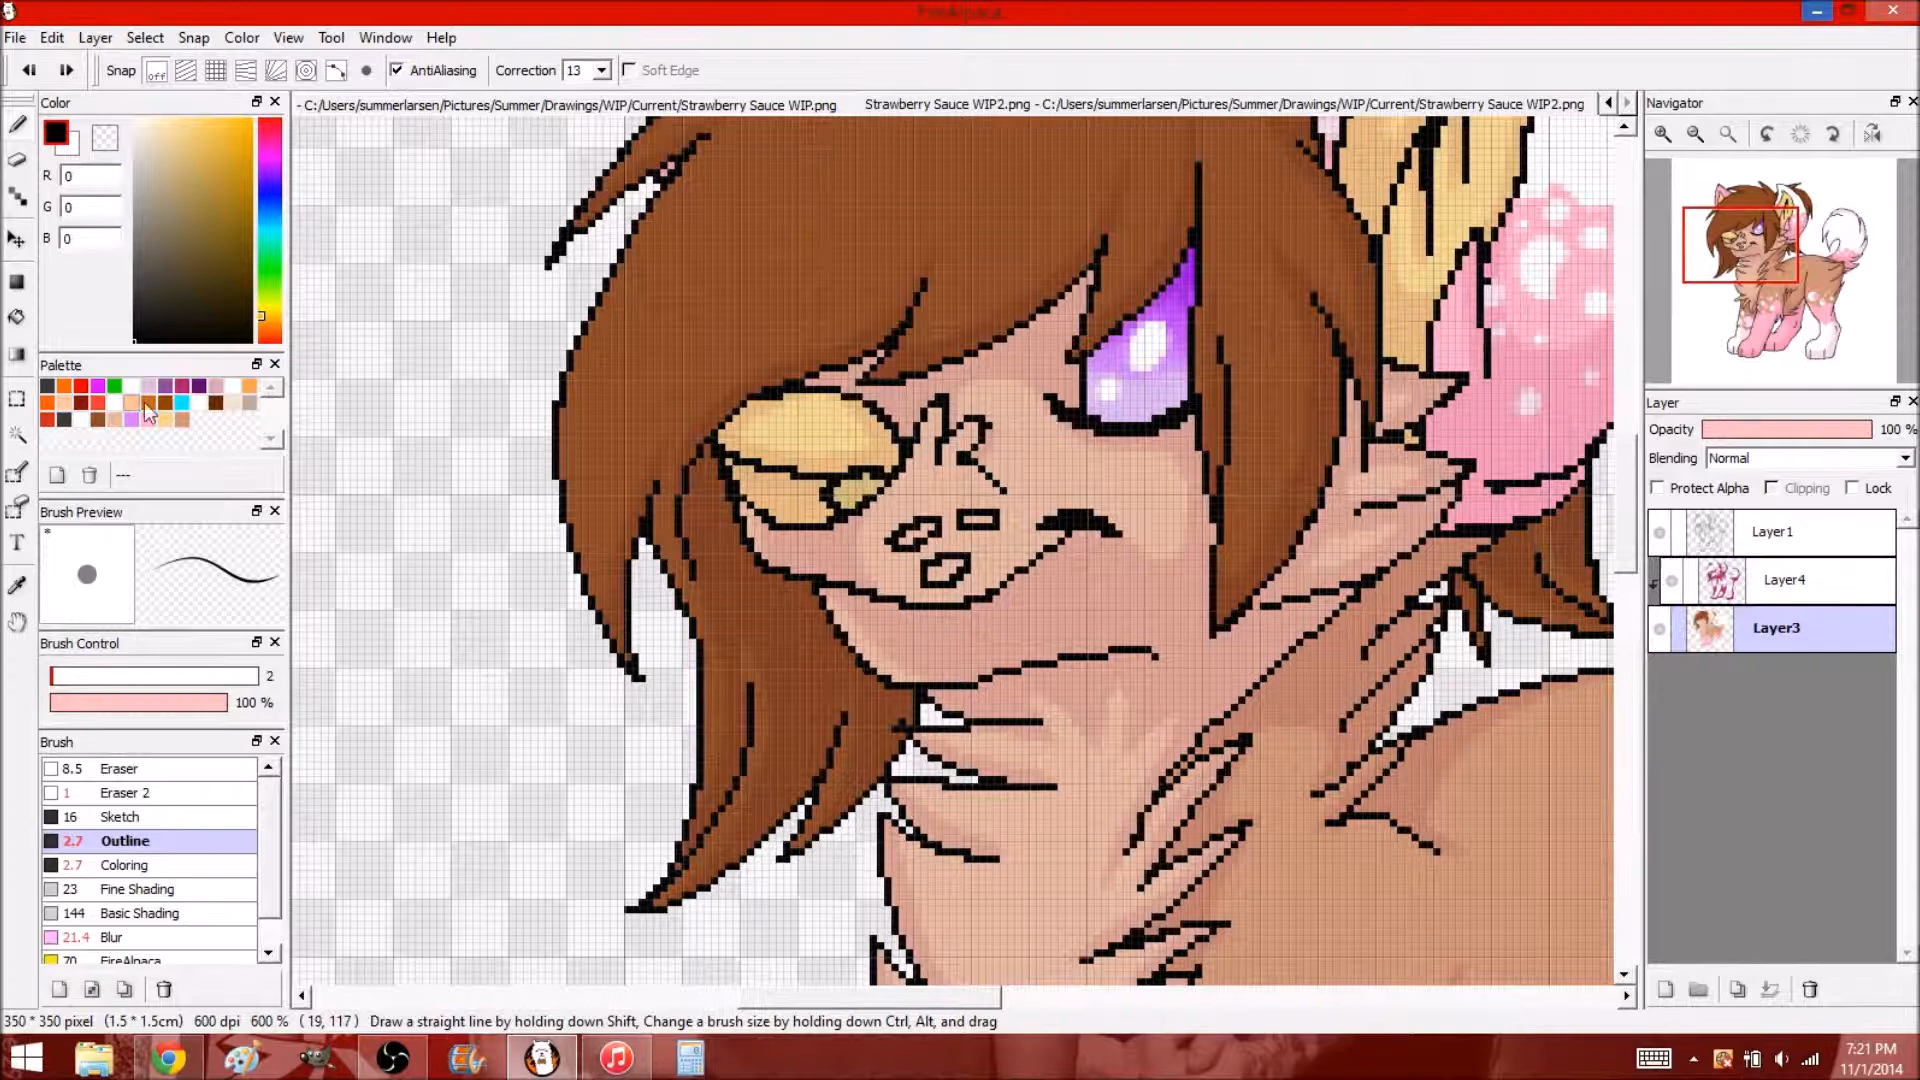 FireAlpaca
File Edit Layer Select Snap Color View Tool Window Help
Snap off AntiAliasing Correction 13 Soft Edge
Color
- C:/Users/summerlarsen/Pictures/Summer/Drawings/WIP/Current/Strawberry Sauce WIP.png Strawberry Sauce WIP2.png - C:/Users/summerlarsen/Pictures/Summer/Drawings/WIP/Current/Strawberry Sauce WIP2.png
Navigator
R 0
G 0
B 0
Palette
---
Brush Preview
*
Brush Control
2
100 %
Brush
8.5 Eraser
1 Eraser 2
16 Sketch
2.7 Outline
2.7 Coloring
23 Fine Shading
144 Basic Shading
21.4 Blur
70 FireAlpaca
Layer
Opacity 100 %
Blending Normal
Protect Alpha Clipping Lock
Layer1
Layer4
Layer3
350 * 350 pixel (1.5 * 1.5cm) 600 dpi 600 % ( 19, 117 ) Draw a straight line by holding down Shift, Change a brush size by holding down Ctrl, Alt, and drag
7:21 PM
11/1/2014